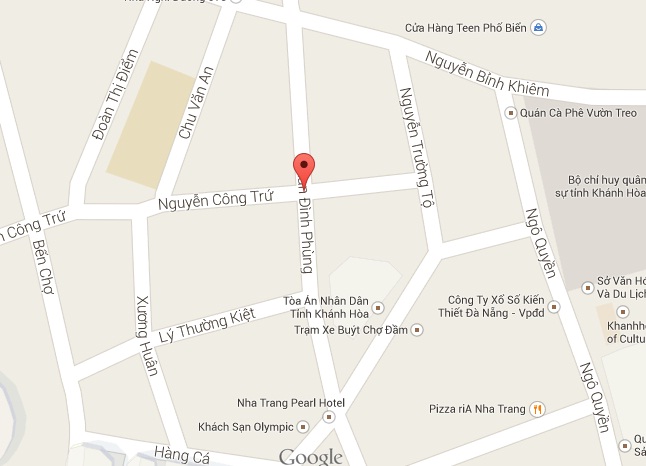 Cửa Hàng Teen Phố Biển
Nguyễn Bỉnh Khiêm
Đoàn Thị Điểm
Chu Văn An
Nguyễn Trường Tộ
Quán Cà Phê Vườn Treo
Bộ chỉ huy quân
sự tỉnh Khánh Hòa
Nguyễn Công Trứ
Đình Phùng
Công Trứ
Ngô Quyền
Bến Chợ
Sở Văn Hó
Và Du Lịch
Tòa Án Nhân Dân
Tỉnh Khánh Hòa
Công Ty Xổ Số Kiến
Thiết Đà Nẵng - Vpđd
Xương Huân
Lý Thường Kiệt
Trạm Xe Buýt Chợ Đầm
Khanhh
of Cultu
Ngô Quyền
Nha Trang Pearl Hotel
Pizza riA Nha Trang
Khách Sạn Olympic
Hàng Cá
Google
Qu
Sả